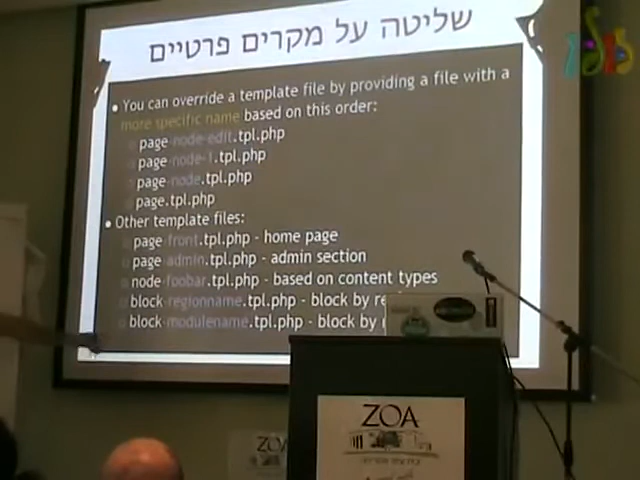 שליטה על מקרים פרטיים
You can override a template file by providing a file with a
more specific name based on this order:
page-node-edit.tpl.php
page-node-1.tpl.php
page-node.tpl.php
page.tpl.php
Other template files:
page-front.tpl.php - home page
page-admin.tpl.php - admin section
node-foobar.tpl.php - based on content types
block-regionname.tpl.php - block by re
block-modulename.tpl.php - block by
ZOA
ZOA